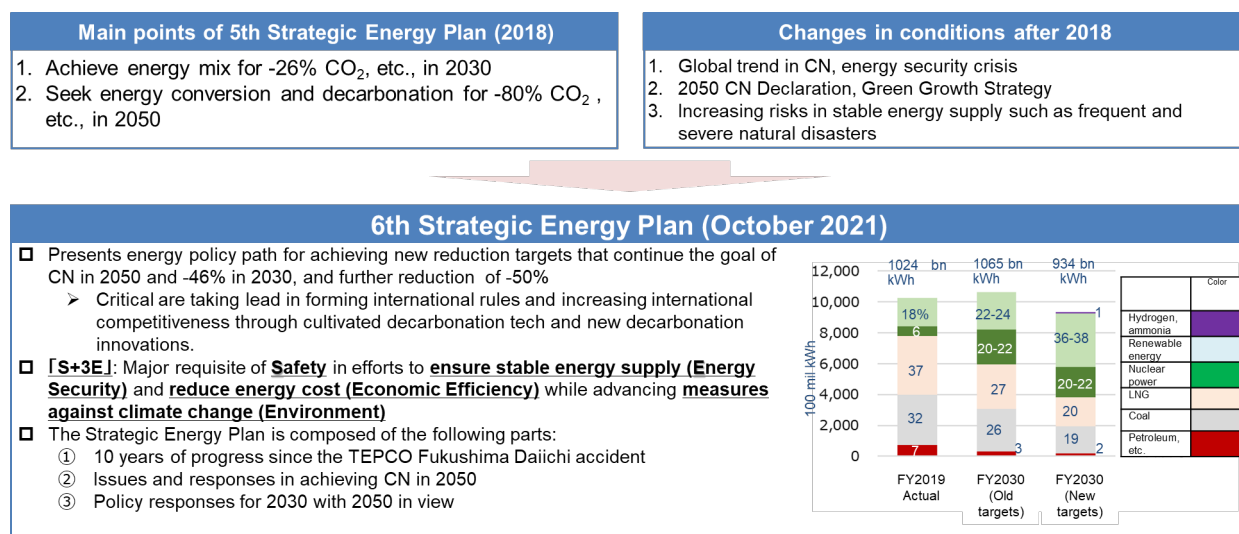 Main points of 5th Strategic Energy Plan (2018)
1. Achieve energy mix for -26% CO2, etc., in 2030
2. Seek energy conversion and decarbonation for -80% CO2 ,
etc., in 2050
Changes in conditions after 2018
1. Global trend in CN, energy security crisis
2. 2050 CN Declaration, Green Growth Strategy
3. Increasing risks in stable energy supply such as frequent and
severe natural disasters
6th Strategic Energy Plan (October 2021)
Presents energy policy path for achieving new reduction targets that continue the goal of
CN in 2050 and -46% in 2030, and further reduction of -50%
➢ Critical are taking lead in forming international rules and increasing international
competitiveness through cultivated decarbonation tech and new decarbonation
innovations.
「S+3E」: Major requisite of Safety in efforts to ensure stable energy supply (Energy
Security) and reduce energy cost (Economic Efficiency) while advancing measures
against climate change (Environment)
The Strategic Energy Plan is composed of the following parts:
① 10 years of progress since the TEPCO Fukushima Daiichi accident
② Issues and responses in achieving CN in 2050
③ Policy responses for 2030 with 2050 in view
100 mil kWh
12,000
10,000
8,000
6,000
4,000
2,000
0
1024 bn
kWh
18%
6
37
32
7
FY2019
Actual
1065 bn
kWh
22-24
20-22
27
26
3
FY2030
(Old
targets)
934 bn
kWh
1
36-38
20-22
20
19
2
FY2030
(New
targets)
Color
Hydrogen,
ammonia
Renewable
energy
Nuclear
power
LNG
Coal
Petroleum,
etc.